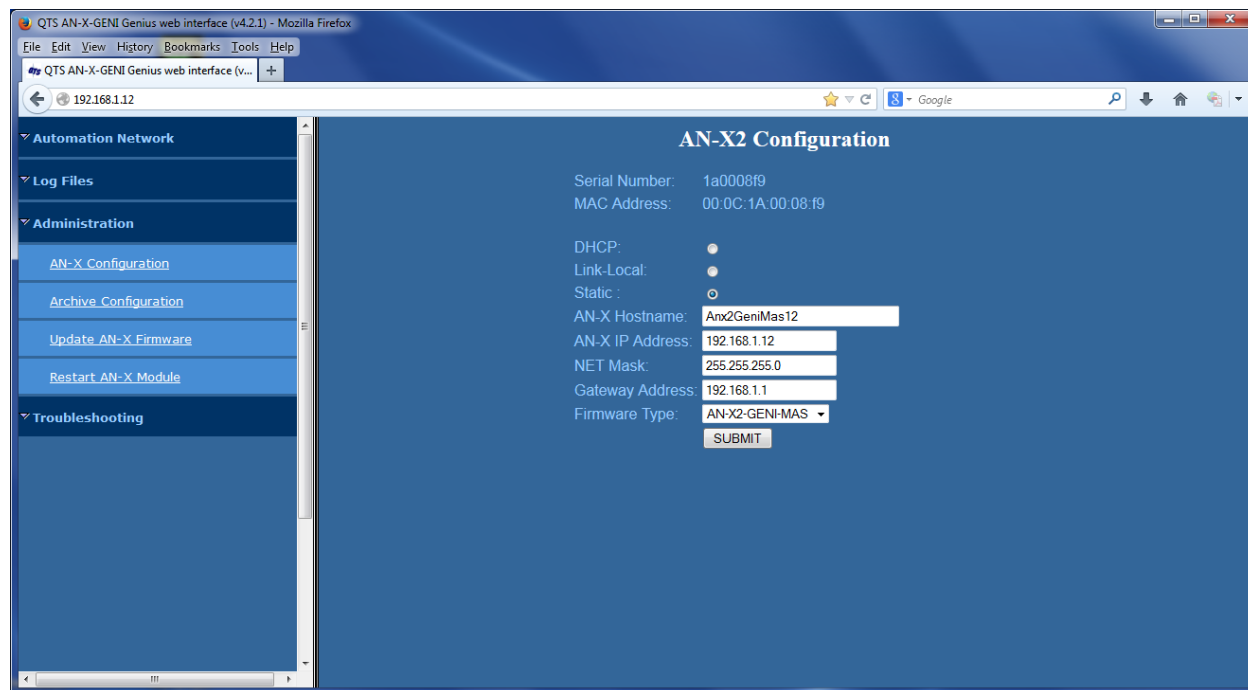 QTS AN-X-GENI Genius web interface (v4.2.1) - Mozilla Firefox
File Edit View History Bookmarks Tools Help
QTS AN-X-GENI Genius web interface (v... +
192.168.1.12
Google
Automation Network
Log Files
Administration
AN-X Configuration
Archive Configuration
Update AN-X Firmware
Restart AN-X Module
Troubleshooting
AN-X2 Configuration
Serial Number: 1a0008f9
MAC Address: 00:0C:1A:00:08:f9
DHCP:
Link-Local:
Static :
AN-X Hostname: Anx2GeniMas12
AN-X IP Address: 192.168.1.12
NET Mask: 255.255.255.0
Gateway Address: 192.168.1.1
Firmware Type: AN-X2-GENI-MAS
SUBMIT